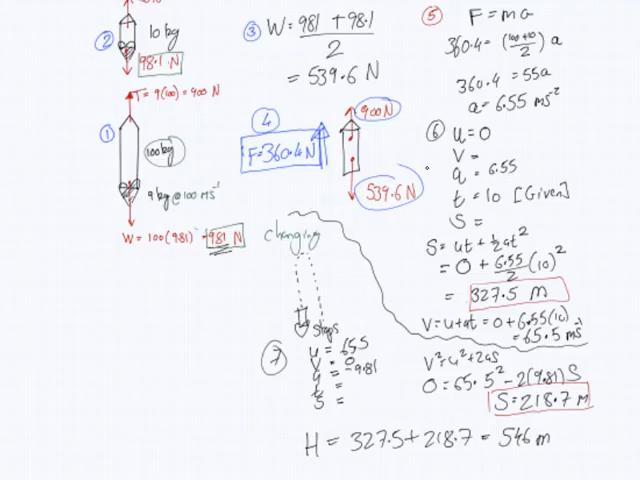 ② 10 kg
98.1 N
T = 9(100) = 900 N
① 100kg
9 kg @ 100 MS⁻¹
W = 100(9.81) = 981 N
③ W = 981 + 98.1
2
= 539.6 N
④
F = 360.4 N
900N
539.6N
changing
stops
⑦ u = 65.5
V = 0
a = -9.81
t =
S =
H = 327.5 + 218.7 = 546 m
⑤ F = ma
360.4 = (100+10/2) a
360.4 = 55a
a = 6.55 ms⁻²
⑥ u = 0
V =
a = 6.55
t = 10 [Given]
S =
S = ut + ½at²
= 0 + 6.55/2 (10)²
= 327.5 m
V = u+at = 0 + 6.55(10)
= 65.5 ms⁻¹
V² = u² + 2as
0 = 65.5² - 2(9.81) S
S = 218.7 M